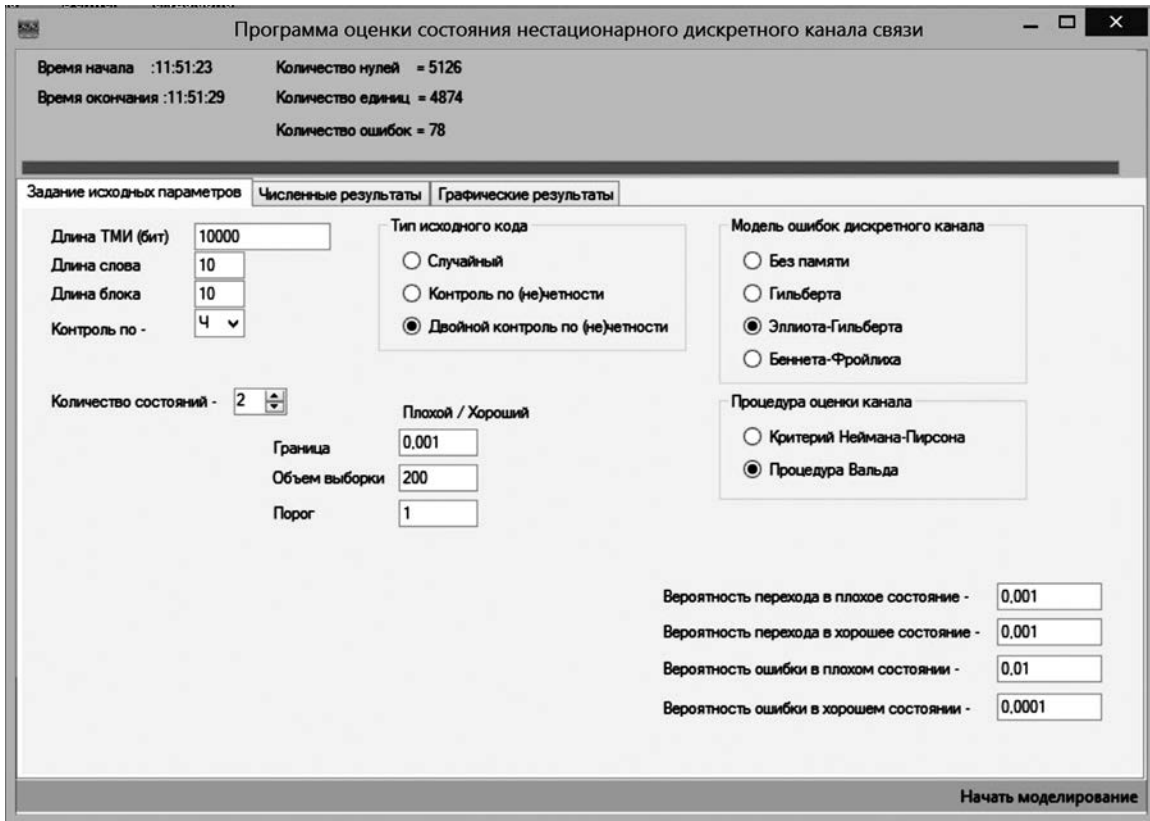 Программа оценки состояния нестационарного дискретного канала связи
Время начала :11:51:23
Количество нулей = 5126
Время окончания :11:51:29
Количество единиц = 4874
Количество ошибок = 78
Задание исходных параметров
Численные результаты
Графические результаты
Длина ТМИ (бит) 10000
Длина слова 10
Длина блока 10
Контроль по - Ч
Тип исходного кода
Случайный
Контроль по (не)четности
Двойной контроль по (не)четности
Модель ошибок дискретного канала
Без памяти
Гильберта
Эллиота-Гильберта
Беннета-Фройлиха
Количество состояний - 2
Плохой / Хороший
Граница 0,001
Объем выборки 200
Порог 1
Процедура оценки канала
Критерий Неймана-Пирсона
Процедура Вальда
Вероятность перехода в плохое состояние - 0,001
Вероятность перехода в хорошее состояние - 0,001
Вероятность ошибки в плохом состоянии - 0,01
Вероятность ошибки в хорошем состоянии - 0,0001
Начать моделирование